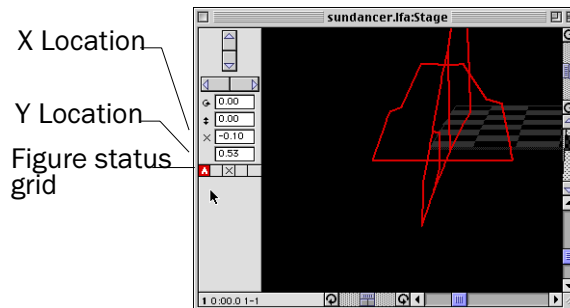 sundancer.lfa:Stage
X Location
0.00
0.00
-0.10
Y Location
0.53
Figure status
grid
A
1 0:00.0 1-1